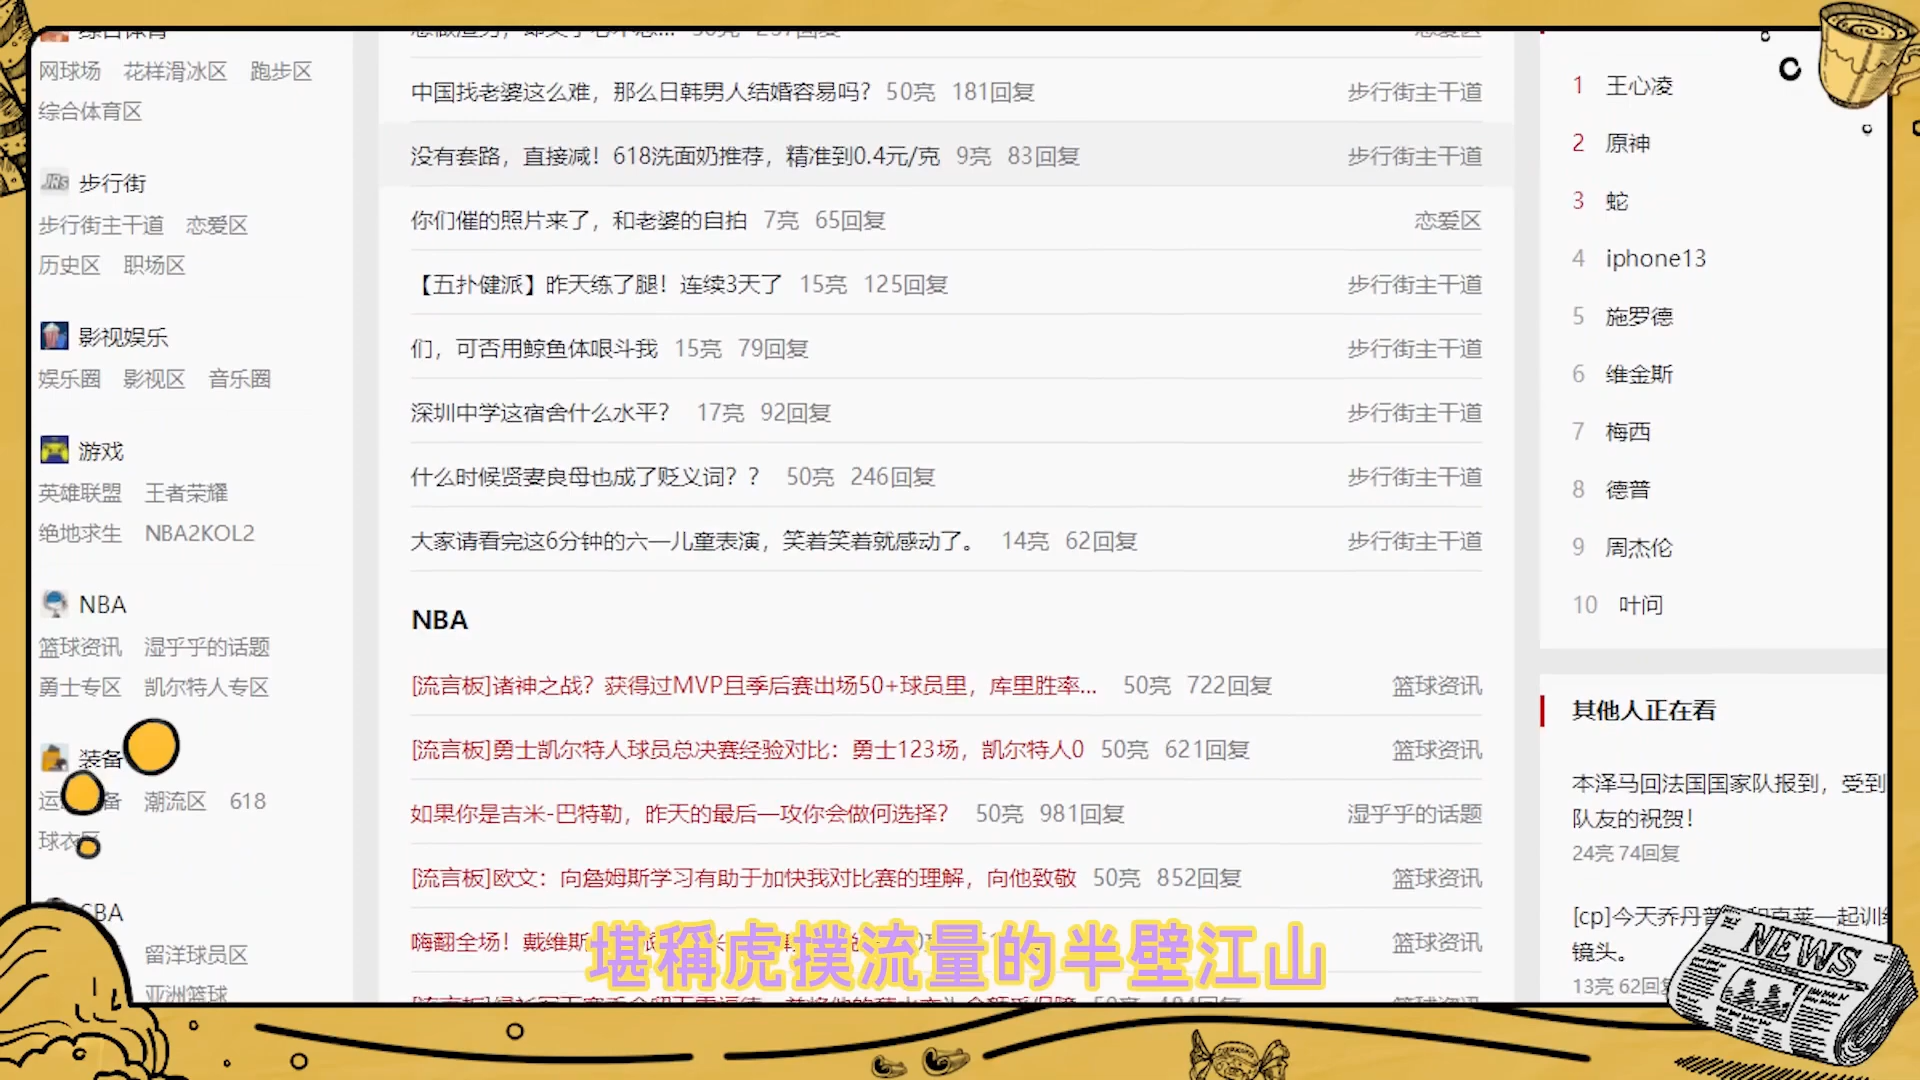 综合体育
网球场 花样滑冰区 跑步区
综合体育区
步行街
步行街主干道 恋爱区
历史区 职场区
影视娱乐
娱乐圈 影视区 音乐圈
游戏
英雄联盟 王者荣耀
绝地求生 NBA2KOL2
NBA
篮球资讯 湿乎乎的话题
勇士专区 凯尔特人专区
装备
潮流区 618
球衣区
CBA
留洋球员区
亚洲篮球
中国找老婆这么难，那么日韩男人结婚容易吗？ 50亮 181回复 步行街主干道
没有套路，直接减！618洗面奶推荐，精准到0.4元/克 9亮 83回复 步行街主干道
你们催的照片来了，和老婆的自拍 7亮 65回复 恋爱区
【五扑健派】昨天练了腿！连续3天了 15亮 125回复 步行街主干道
们，可否用鲸鱼体哏斗我 15亮 79回复 步行街主干道
深圳中学这宿舍什么水平？ 17亮 92回复 步行街主干道
什么时候贤妻良母也成了贬义词？？ 50亮 246回复 步行街主干道
大家请看完这6分钟的六一儿童表演，笑着笑着就感动了。 14亮 62回复 步行街主干道
NBA
[流言板]诸神之战？获得过MVP且季后赛出场50+球员里，库里胜率... 50亮 722回复 篮球资讯
[流言板]勇士凯尔特人球员总决赛经验对比：勇士123场，凯尔特人0 50亮 621回复 篮球资讯
如果你是吉米-巴特勒，昨天的最后一攻你会做何选择？ 50亮 981回复 湿乎乎的话题
[流言板]欧文：向詹姆斯学习有助于加快我对比赛的理解，向他致敬 50亮 852回复 篮球资讯
嗨翻全场！戴维斯 篮球资讯
堪稱虎撲流量的半壁江山
1 王心凌
2 原神
3 蛇
4 iphone13
5 施罗德
6 维金斯
7 梅西
8 德普
9 周杰伦
10 叶问
其他人正在看
本泽马回法国国家队报到，受到
队友的祝贺！
24亮 74回复
[cp]今天乔丹普 和克莱一起训练
镜头。
13亮 62回
NEWS